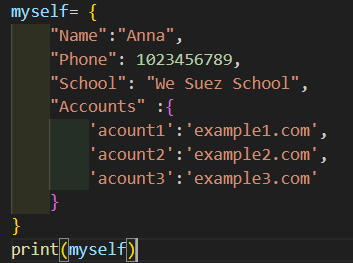 myself= {
    "Name":"Anna",
    "Phone": 1023456789,
    "School": "We Suez School",
    "Accounts" :{
        'acount1':'example1.com',
        'acount2':'example2.com',
        'acount3':'example3.com'
    }
}
print(myself)